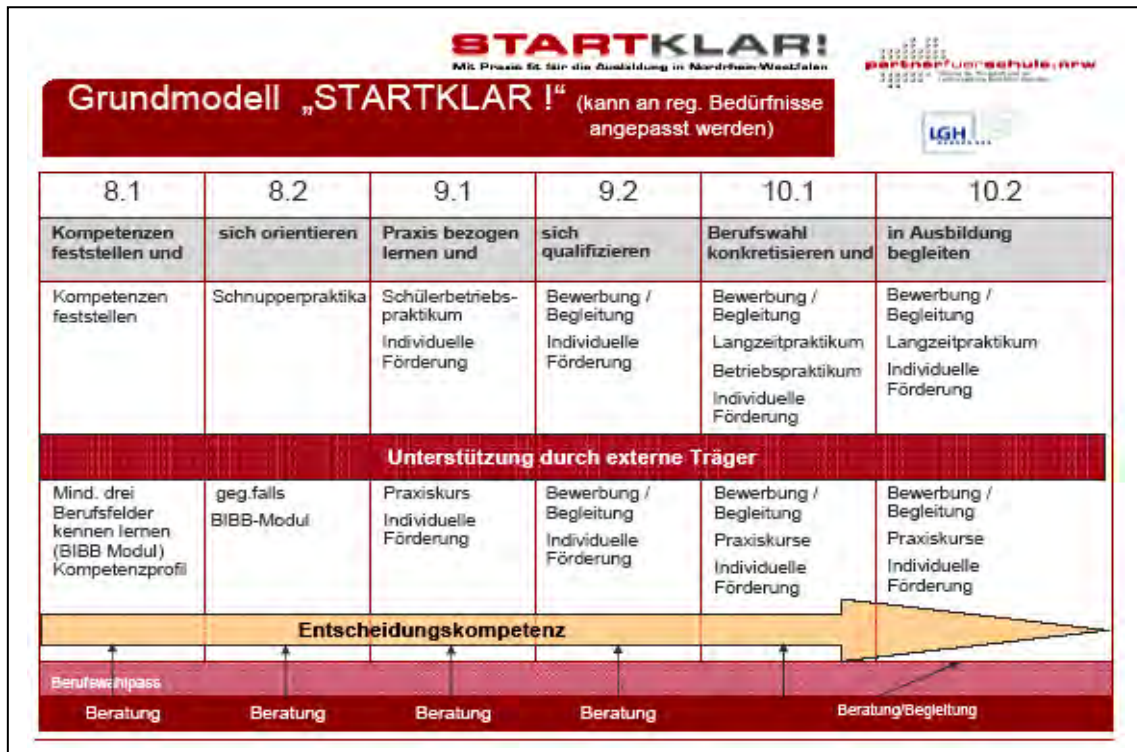 STARTKLAR!
Mit Praxis fit für die Ausbildung in Nordrhein-Westfalen
partnerfuerschule.nrw
LGH
Grundmodell „STARTKLAR !“ (kann an reg. Bedürfnisse
angepasst werden)
8.1
8.2
9.1
9.2
10.1
10.2
Kompetenzen
feststellen und
sich orientieren
Praxis bezogen
lernen und
sich
qualifizieren
Berufswahl
konkretisieren und
in Ausbildung
begleiten
Kompetenzen
feststellen
Schnupperpraktika
Schülerbetriebs-
praktikum
Individuelle
Förderung
Bewerbung /
Begleitung
Individuelle
Förderung
Bewerbung /
Begleitung
Langzeitpraktikum
Betriebspraktikum
Individuelle
Förderung
Bewerbung /
Begleitung
Langzeitpraktikum
Individuelle
Förderung
Unterstützung durch externe Träger
Mind. drei
Berufsfelder
kennen lernen
(BIBB Modul)
Kompetenzprofil
geg.falls
BIBB-Modul
Praxiskurs
Individuelle
Förderung
Bewerbung /
Begleitung
Individuelle
Förderung
Bewerbung /
Begleitung
Praxiskurse
Individuelle
Förderung
Bewerbung /
Begleitung
Praxiskurse
Individuelle
Förderung
Entscheidungskompetenz
Berufswahlpass
Beratung
Beratung
Beratung
Beratung
Beratung/Begleitung